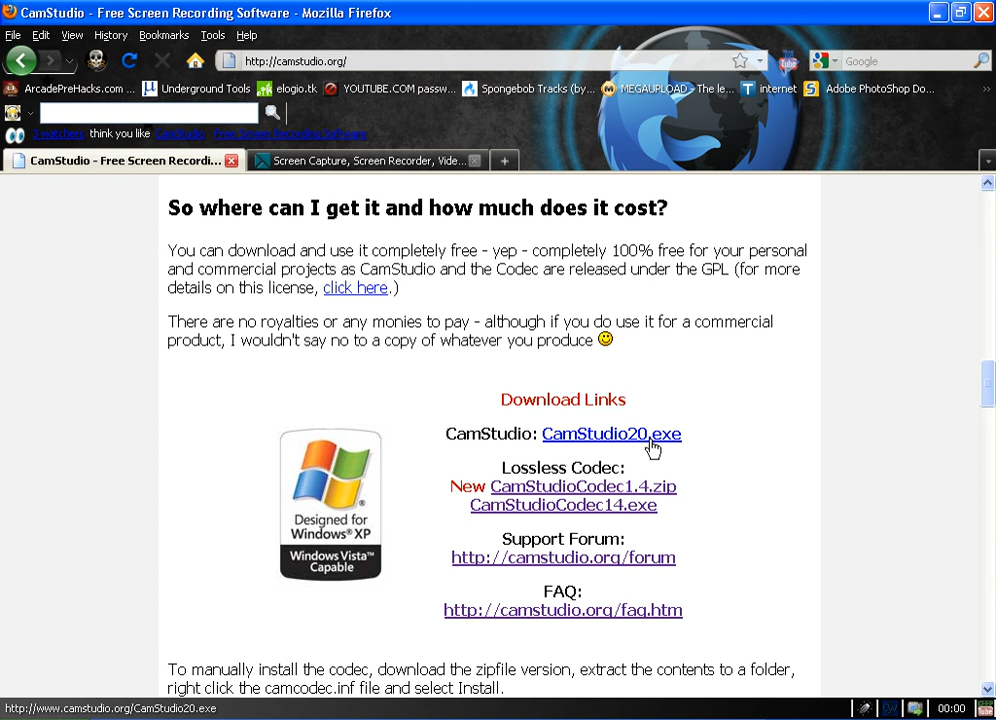 CamStudio - Free Screen Recording Software - Mozilla Firefox
File Edit View History Bookmarks Tools Help
http://camstudio.org/
Google
ArcadePreHacks.com ... Underground Tools elogio.tk YOUTUBE.COM passw... Spongebob Tracks (by... MEGAUPLOAD - The le... internet Adobe PhotoShop Do...
3 matchers think you like CamStudio Free Screen Recording Software
CamStudio - Free Screen Recordi... Screen Capture, Screen Recorder, Vide...
So where can I get it and how much does it cost?
You can download and use it completely free - yep - completely 100% free for your personal
and commercial projects as CamStudio and the Codec are released under the GPL (for more
details on this license, click here.)
There are no royalties or any monies to pay - although if you do use it for a commercial
product, I wouldn't say no to a copy of whatever you produce
Download Links
CamStudio: CamStudio20.exe
Lossless Codec:
New CamStudioCodec1.4.zip
CamStudioCodec14.exe
Designed for
Windows® XP
Windows Vista™
Capable
Support Forum:
http://camstudio.org/forum
FAQ:
http://camstudio.org/faq.htm
To manually install the codec, download the zipfile version, extract the contents to a folder,
right click the camcodec.inf file and select Install.
http://www.camstudio.org/CamStudio20.exe
00:00